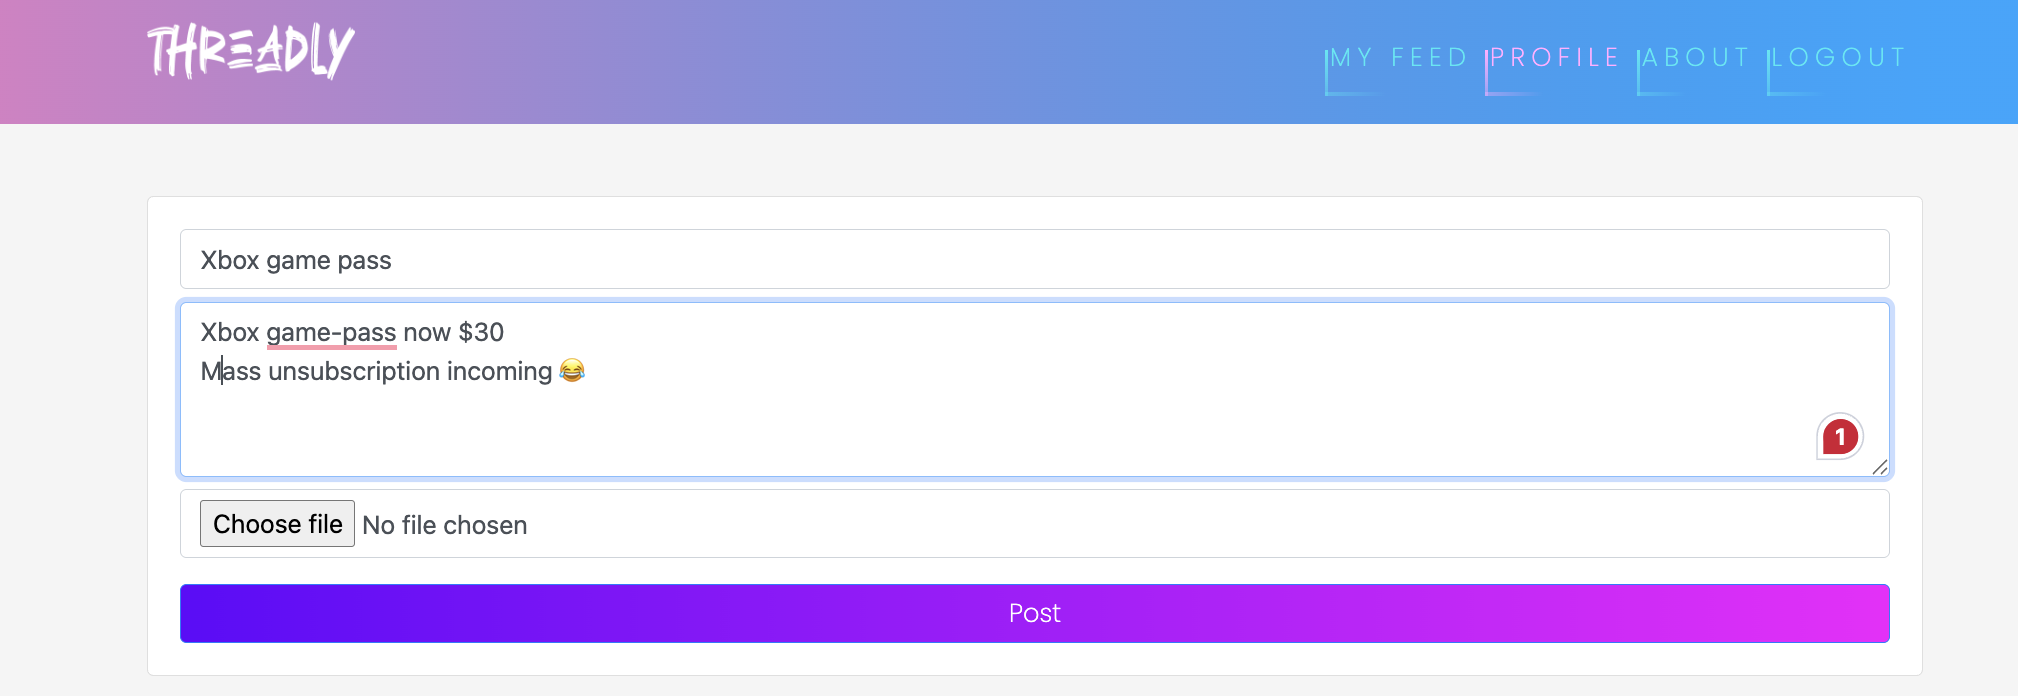 THREADLY
MY FEED PROFILE ABOUT LOGOUT
Xbox game pass
Xbox game-pass now $30
Mass unsubscription incoming 😂
1
Choose file No file chosen
Post